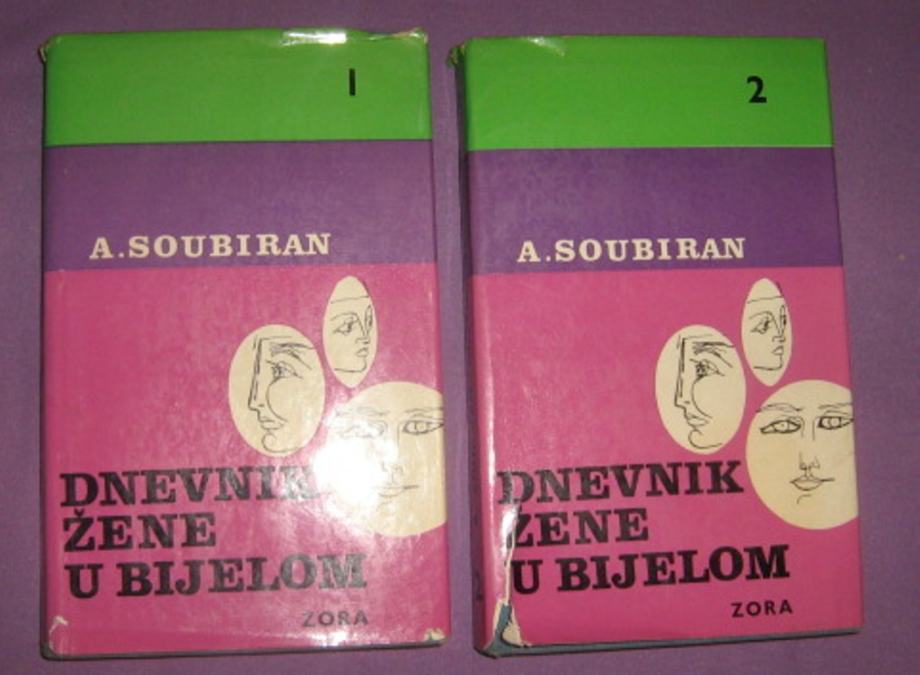 1
A.SOUBIRAN
DNEVNIK
ŽENE
U BIJELOM
ZORA
2
A.SOUBIRAN
DNEVNIK
ŽENE
U BIJELOM
ZORA